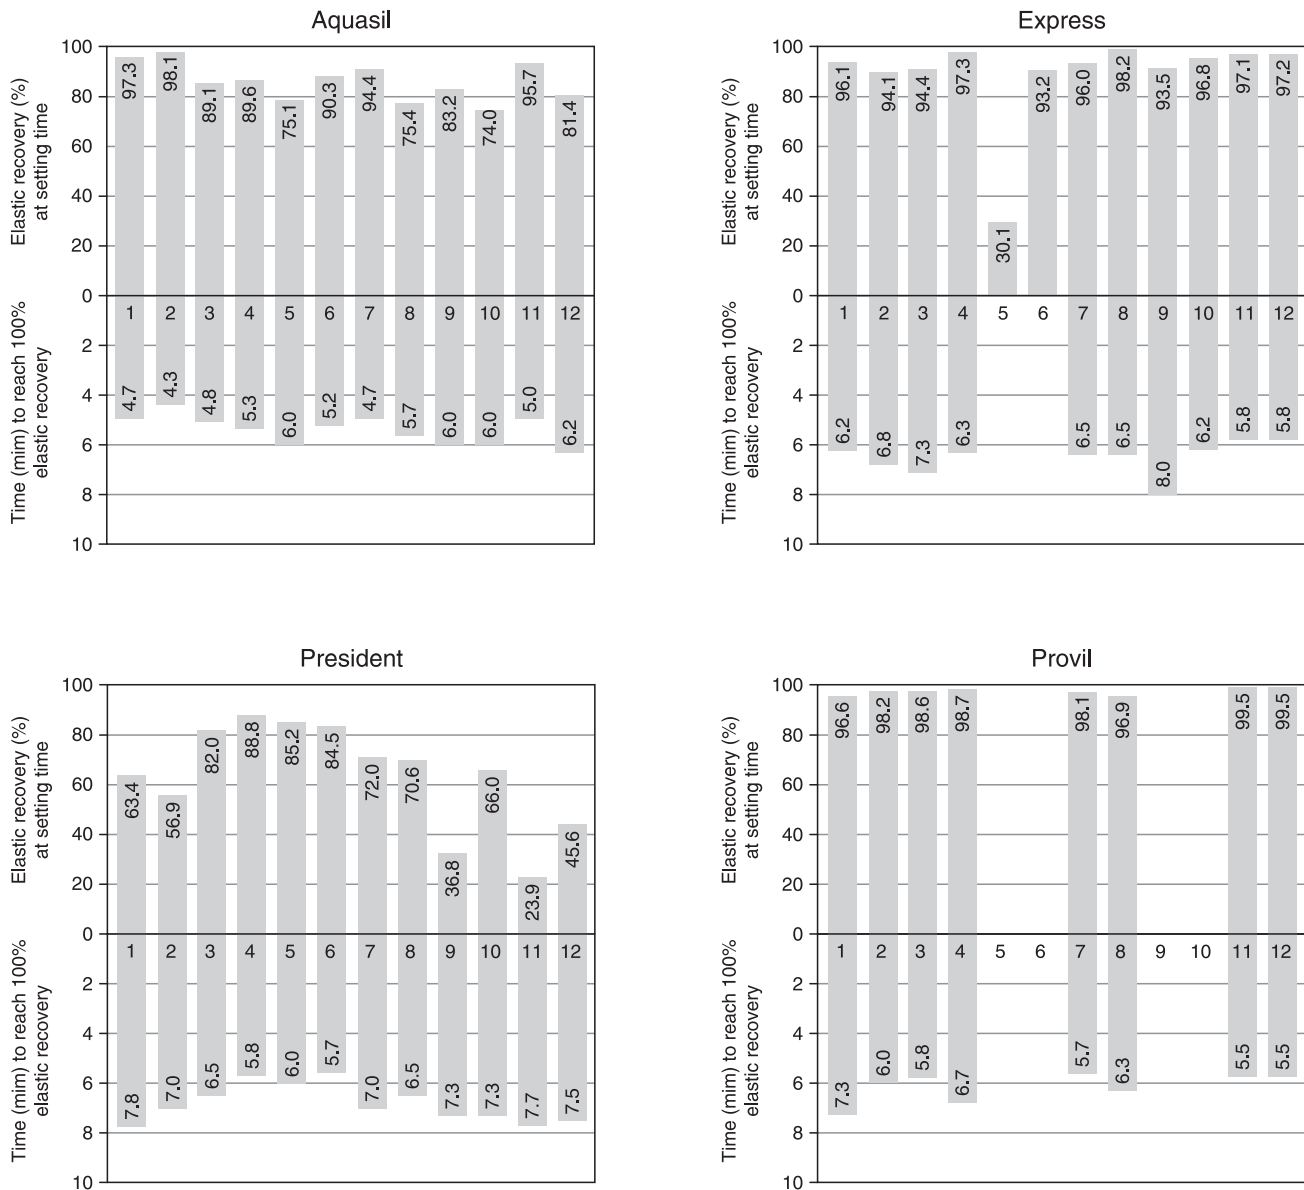 Aquasil
Elastic recovery (%)
at setting time
100
80
60
40
20
0
97.3 98.1 89.1 89.6 75.1 90.3 94.4 75.4 83.2 74.0 95.7 81.4
1 2 3 4 5 6 7 8 9 10 11 12
Time (mim) to reach 100%
elastic recovery
2
4
6
8
10
4.7 4.3 4.8 5.3 6.0 5.2 4.7 5.7 6.0 6.0 5.0 6.2
Express
Elastic recovery (%)
at setting time
100
80
60
40
20
0
96.1 94.1 94.4 97.3 30.1 93.2 96.0 98.2 93.5 96.8 97.1 97.2
1 2 3 4 5 6 7 8 9 10 11 12
Time (mim) to reach 100%
elastic recovery
2
4
6
8
10
6.2 6.8 7.3 6.3 6.5 6.5 8.0 6.2 5.8 5.8
President
Elastic recovery (%)
at setting time
100
80
60
40
20
0
63.4 56.9 82.0 88.8 85.2 84.5 72.0 70.6 36.8 66.0 23.9 45.6
1 2 3 4 5 6 7 8 9 10 11 12
Time (mim) to reach 100%
elastic recovery
2
4
6
8
10
7.8 7.0 6.5 5.8 6.0 5.7 7.0 6.5 7.3 7.3 7.7 7.5
Provil
Elastic recovery (%)
at setting time
100
80
60
40
20
0
96.6 98.2 98.6 98.7 98.1 96.9 99.5 99.5
1 2 3 4 5 6 7 8 9 10 11 12
Time (mim) to reach 100%
elastic recovery
2
4
6
8
10
7.3 6.0 5.8 6.7 5.7 6.3 5.5 5.5